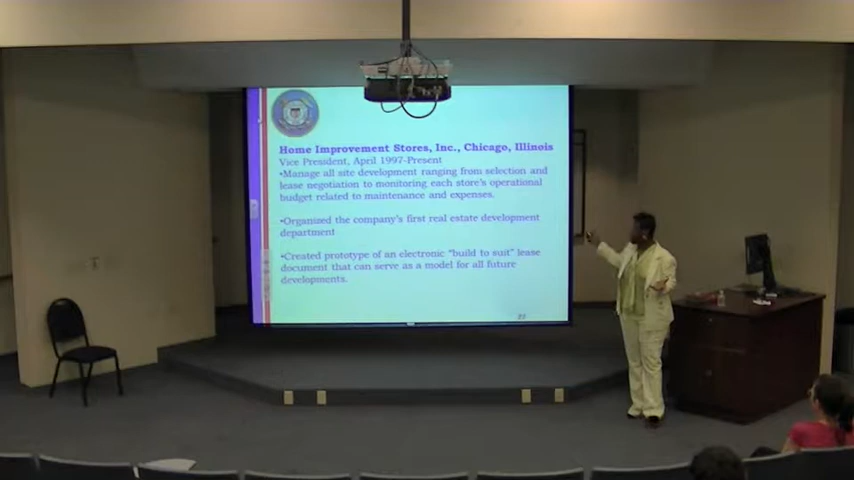 Home Improvement Stores, Inc., Chicago, Illinois
Vice President, April 1997-Present
•Manage all site development ranging from selection and
lease negotiation to monitoring each store's operational
budget related to maintenance and expenses.
•Organized the company's first real estate development
department
•Created prototype of an electronic "build to suit" lease
document that can serve as a model for all future
developments.